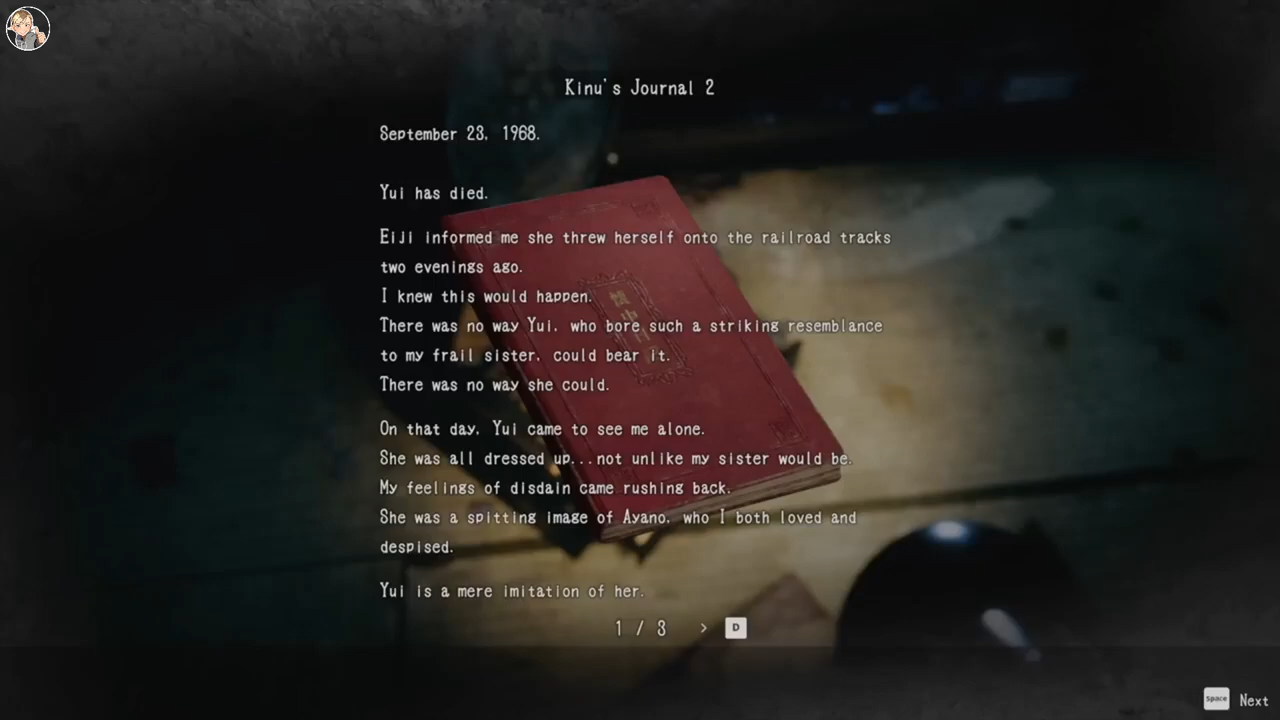 Kinu's Journal 2
September 23, 1968.
Yui has died.
Eiji informed me she threw herself onto the railroad tracks
two evenings ago.
I knew this would happen.
There was no way Yui, who bore such a striking resemblance
to my frail sister, could bear it.
There was no way she could.
On that day, Yui came to see me alone.
She was all dressed up...not unlike my sister would be.
My feelings of disdain came rushing back.
She was a spitting image of Ayano, who I both loved and
despised.
Yui is a mere imitation of her.
1 / 3 > D
Space Next